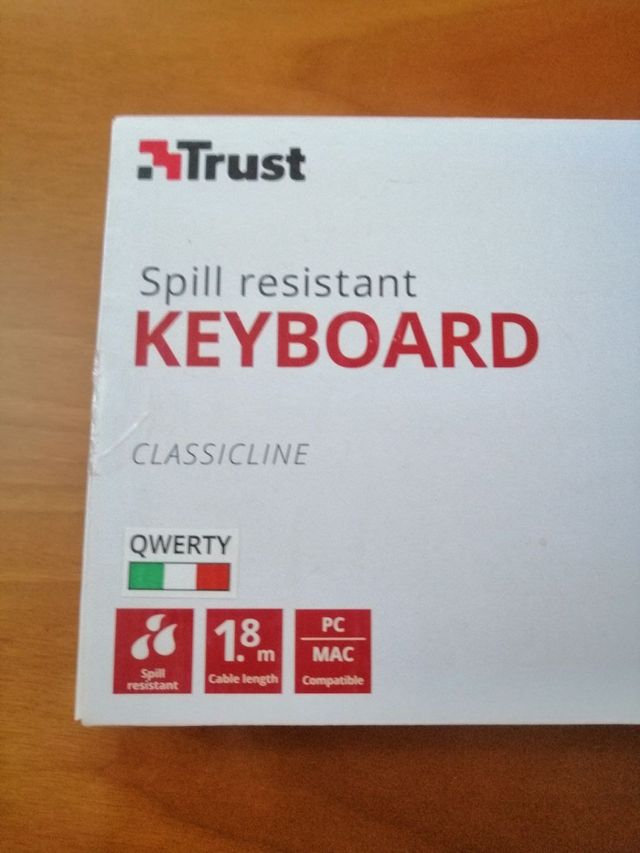 Trust
Spill resistant
KEYBOARD
CLASSICLINE
QWERTY
Spill
resistant
1.8 m
Cable length
PC
MAC
Compatible